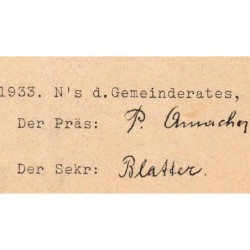 1933. N's d.Gemeinderates,
Der Präs: P. Amacher
Der Sekr: Blatter.